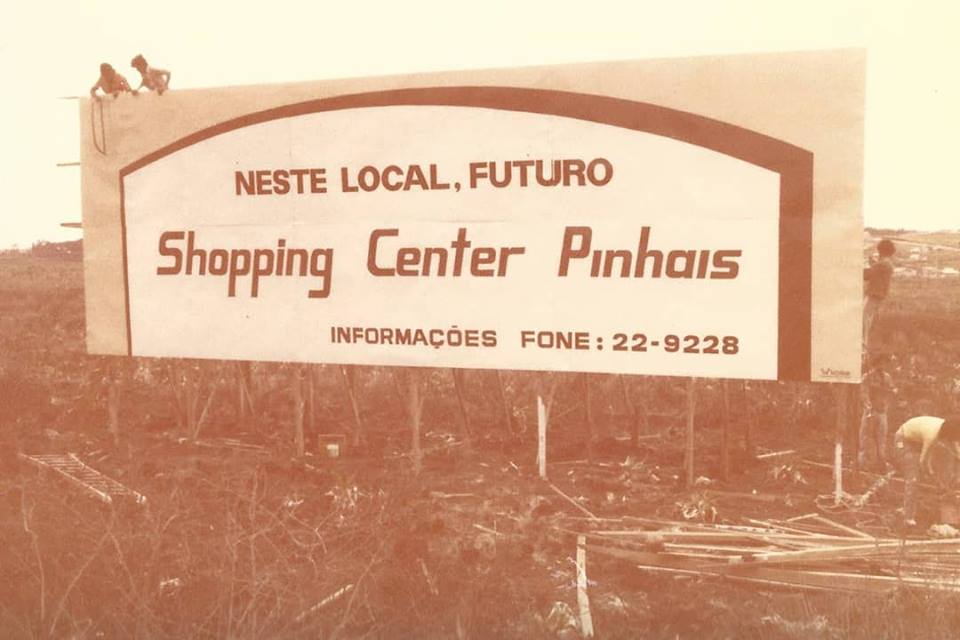 NESTE LOCAL, FUTURO
Shopping Center Pinhais
INFORMAÇÕES FONE: 22-9228